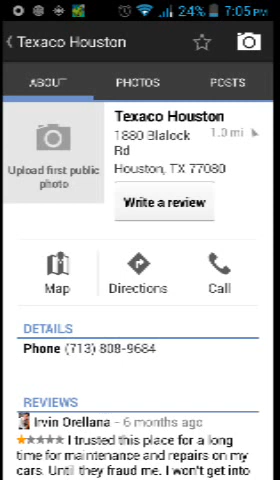 24% 7:05 PM
Texaco Houston
ABOUT PHOTOS POSTS
Upload first public
photo
Texaco Houston
1880 Blalock 1.0 mi
Rd
Houston, TX 77080
Write a review
Map Directions Call
DETAILS
Phone (713) 808-9684
REVIEWS
Irvin Orellana - 6 months ago
I trusted this place for a long
time for maintenance and repairs on my
cars. Until they fraud me. I won't get into